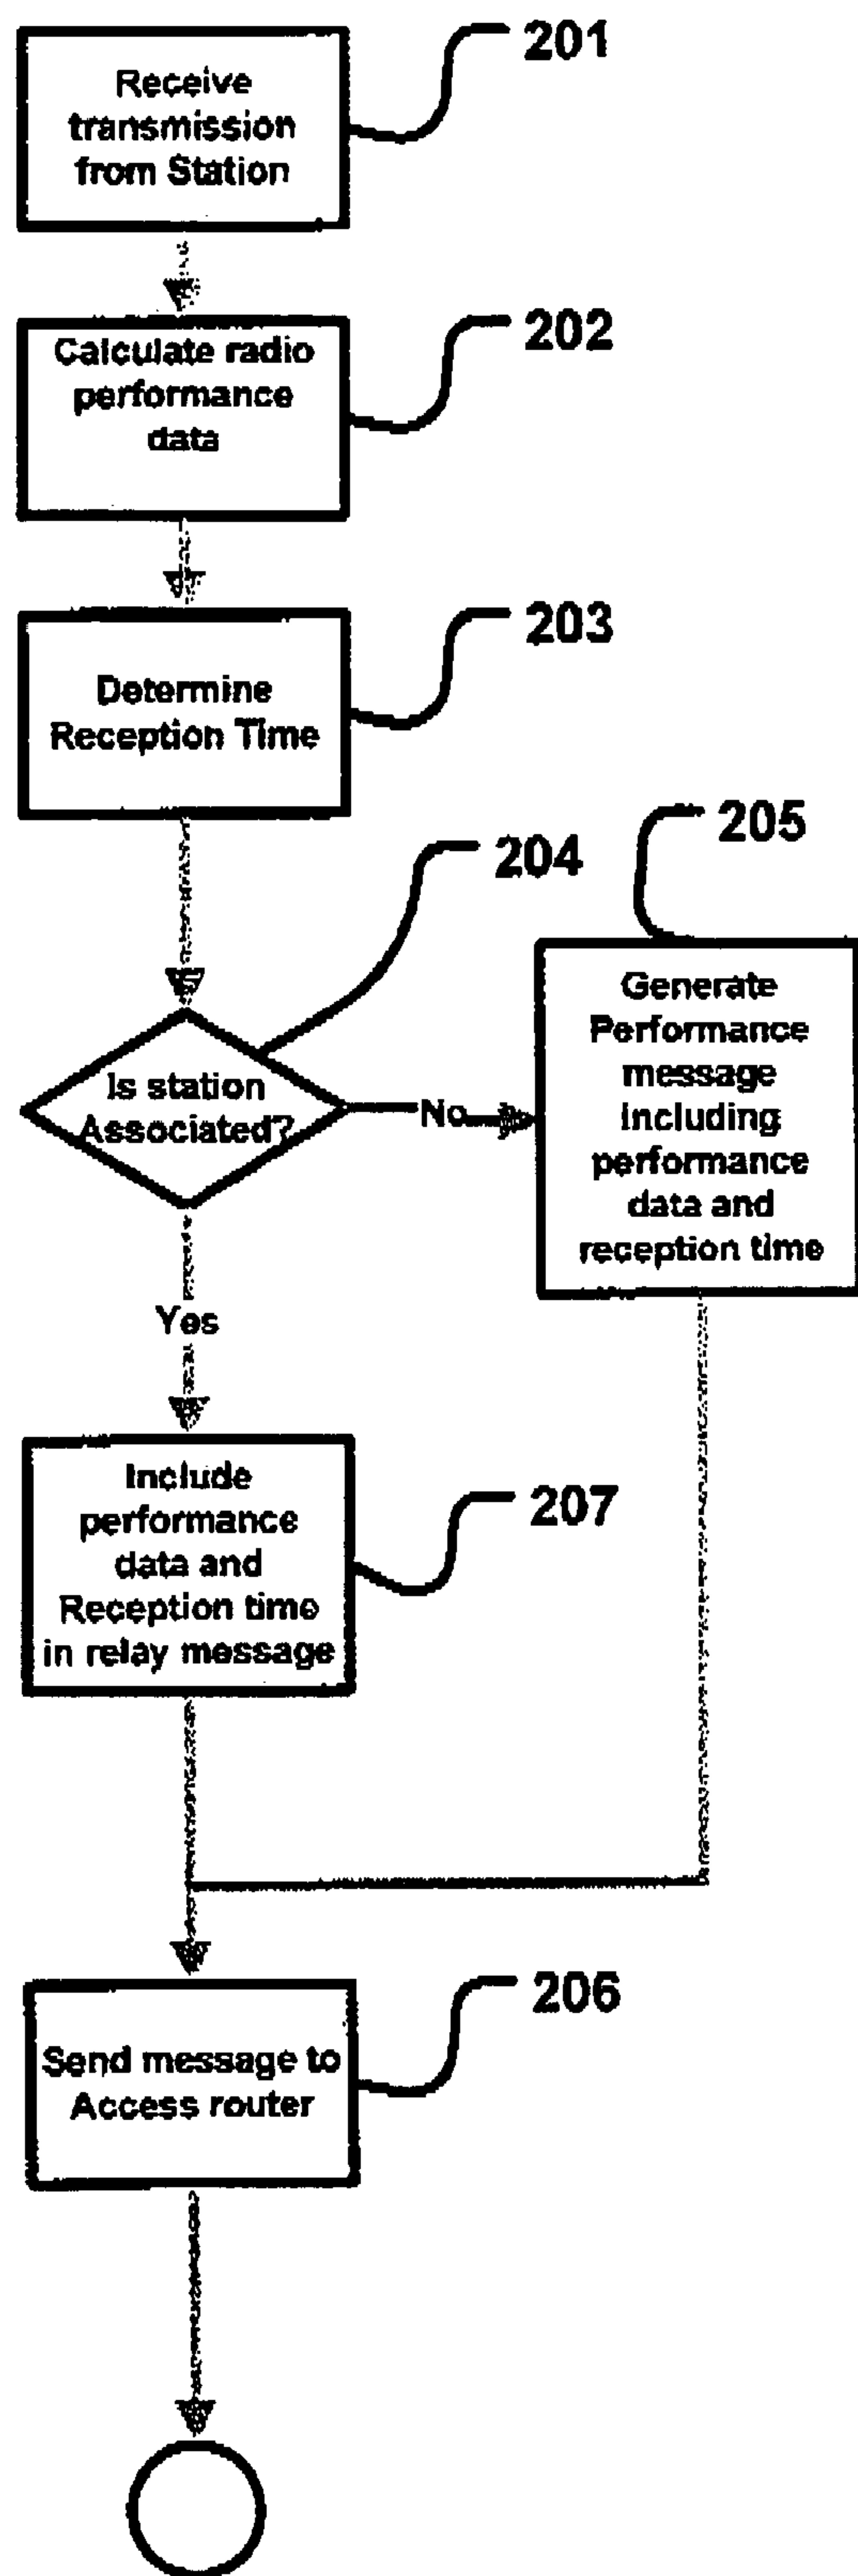 201
Receive
transmission
from Station
202
Calculate radio
performance
data
203
Determine
Reception Time
204
Is station
Associated?
No
205
Generate
Performance
message
including
performance
data and
reception time
Yes
207
Include
performance
data and
Reception time
in relay message
206
Send message to
Access router